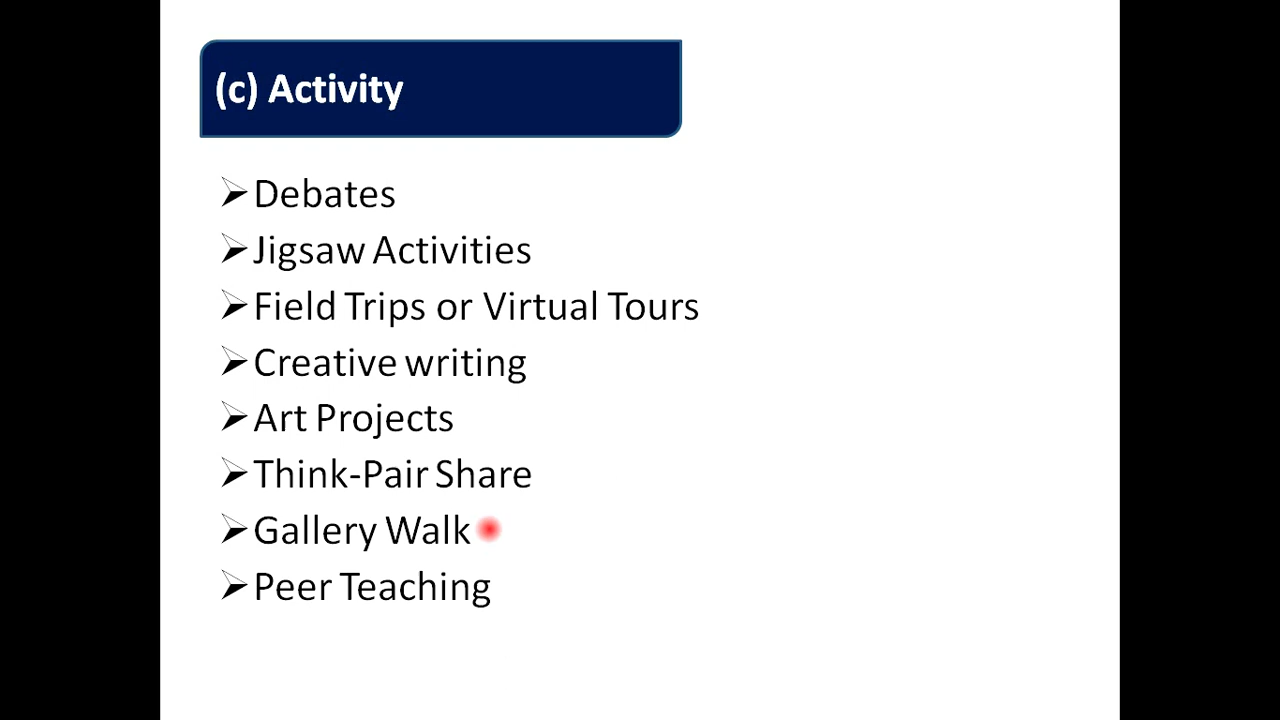 (c) Activity
➢Debates
➢Jigsaw Activities
➢Field Trips or Virtual Tours
➢Creative writing
➢Art Projects
➢Think-Pair Share
➢Gallery Walk
➢Peer Teaching